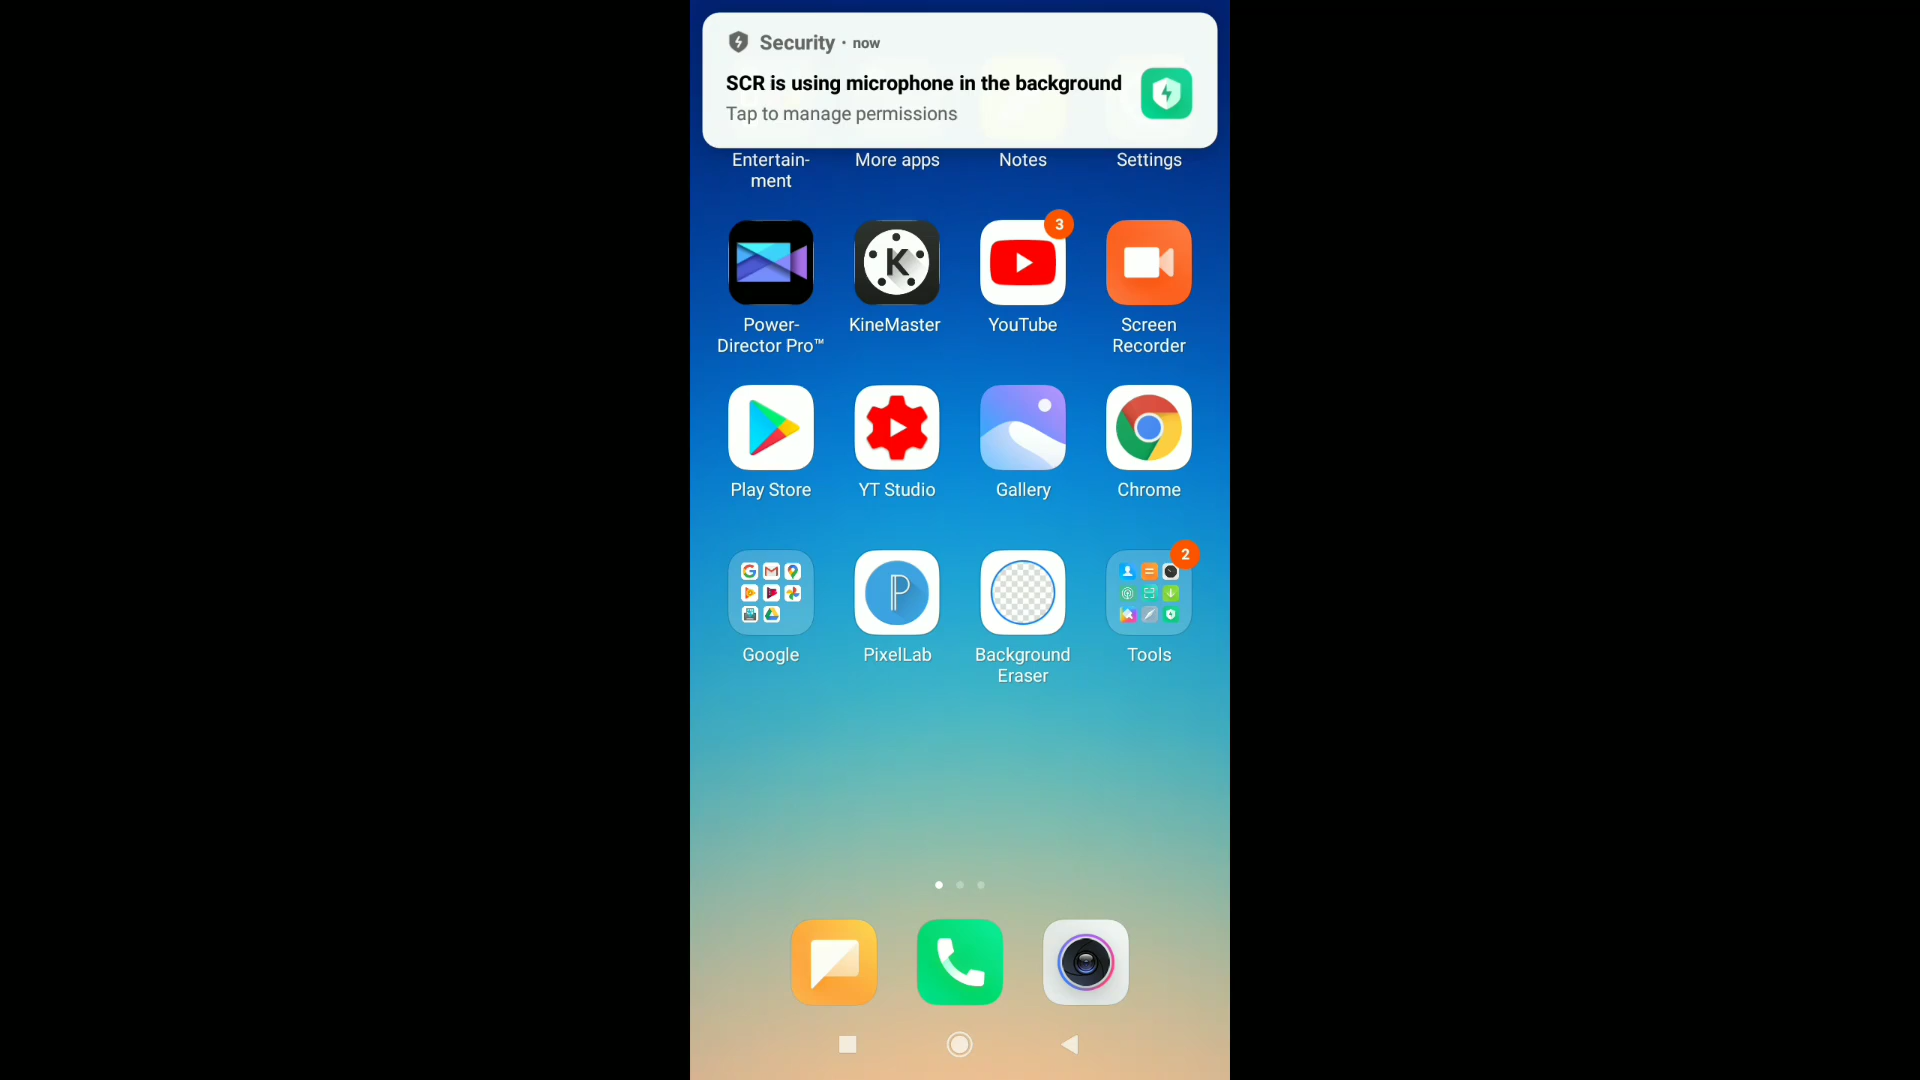 Security · now
SCR is using microphone in the background
Tap to manage permissions
Entertain-
ment
More apps
Notes
Settings
3
Power-
Director Pro™
KineMaster
YouTube
Screen
Recorder
Play Store
YT Studio
Gallery
Chrome
2
Google
PixelLab
Background
Eraser
Tools